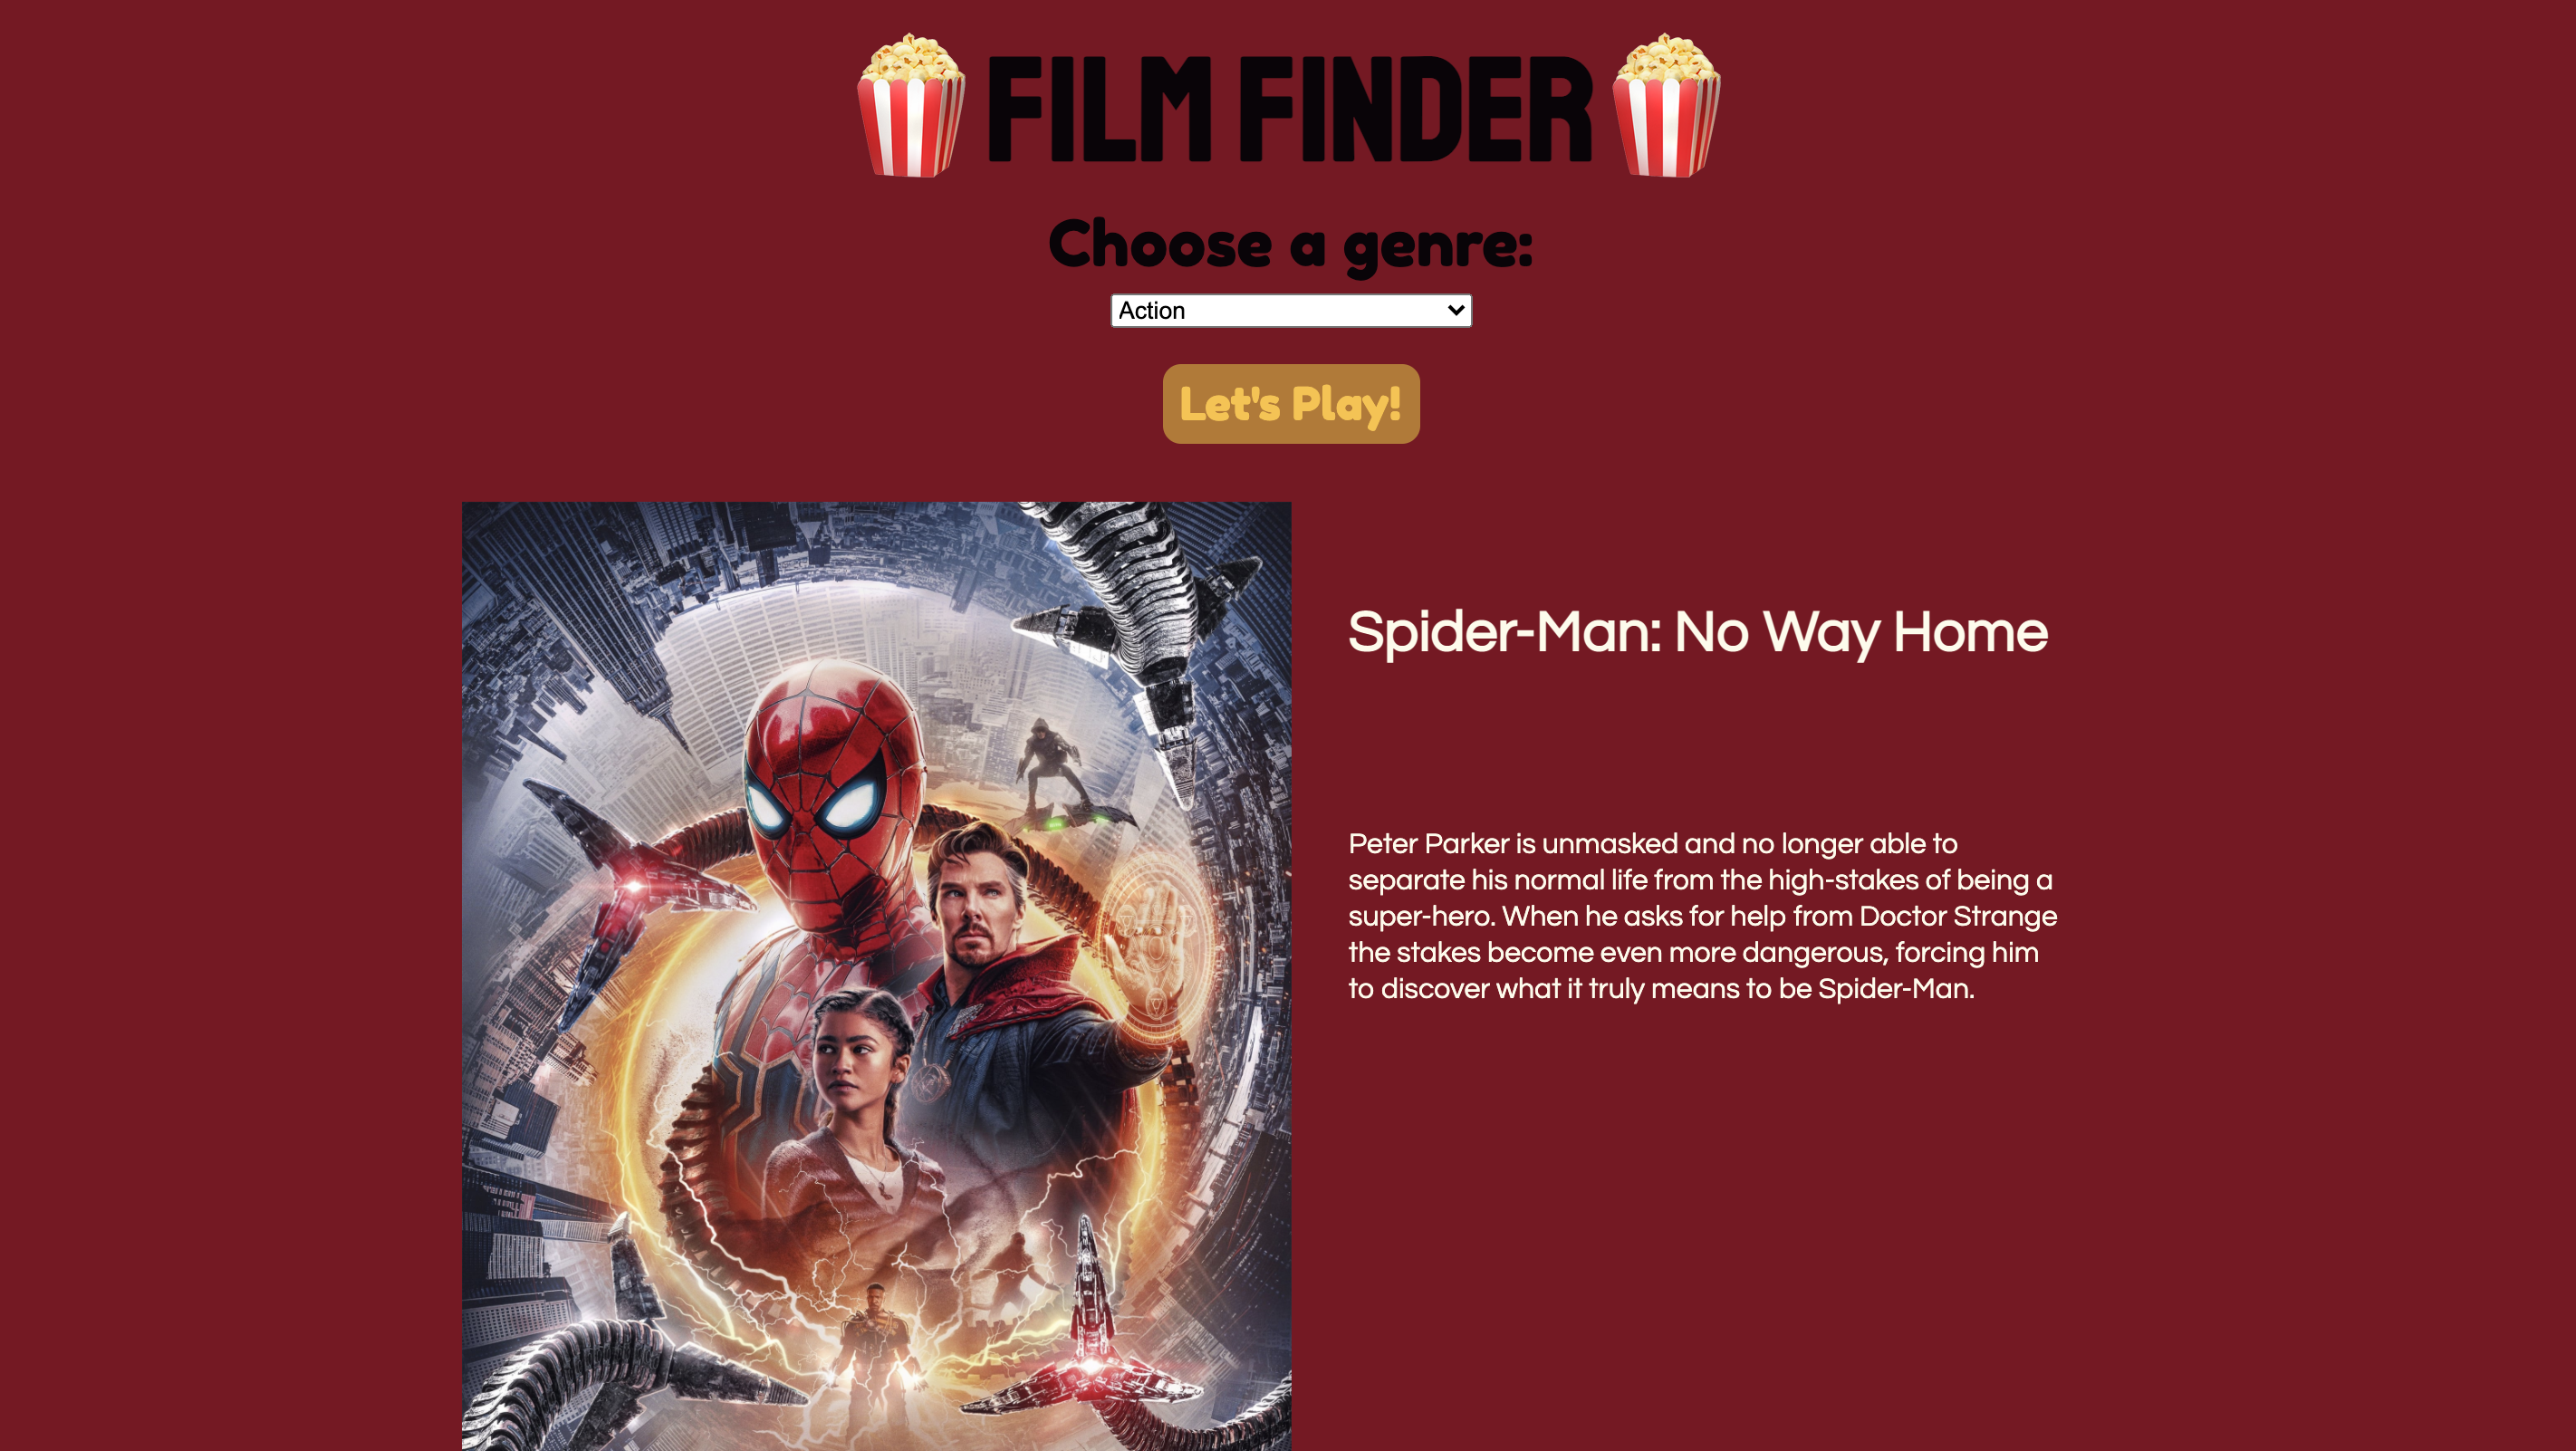 FILM FINDER
Choose a genre:
Action
Let's Play!
Spider-Man: No Way Home
Peter Parker is unmasked and no longer able to
separate his normal life from the high-stakes of being a
super-hero. When he asks for help from Doctor Strange
the stakes become even more dangerous, forcing him
to discover what it truly means to be Spider-Man.